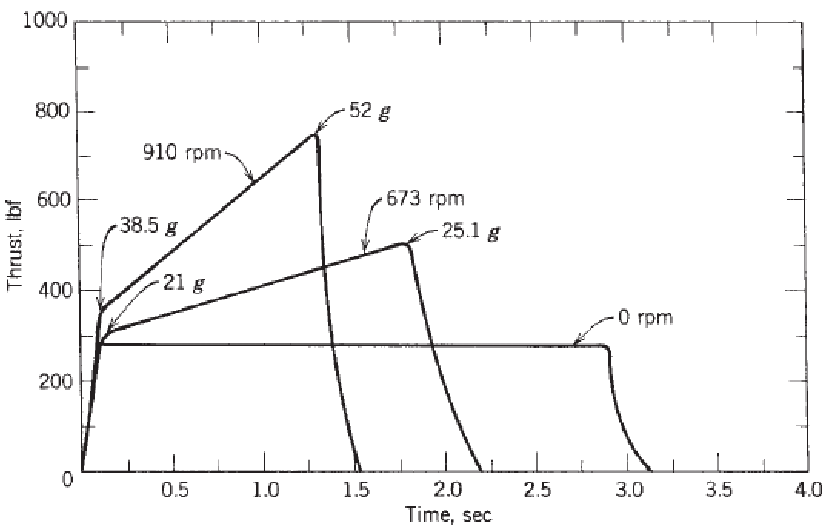 1000
800
600
400
200
0
Thrust, lbf
910 rpm
52 g
673 rpm
38.5 g
25.1 g
21 g
0 rpm
0.5 1.0 1.5 2.0 2.5 3.0 3.5 4.0
Time, sec